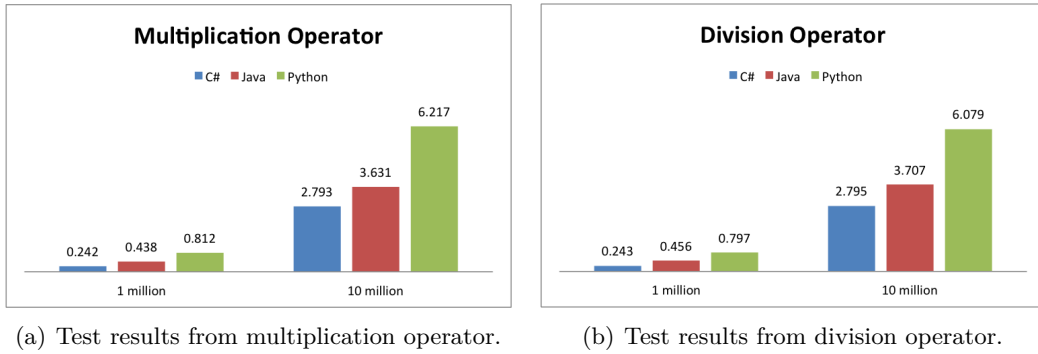 Multiplication Operator
C# Java Python
6.217
3.631
2.793
0.812
0.438
0.242
1 million 10 million
(a) Test results from multiplication operator.
Division Operator
C# Java Python
6.079
3.707
2.795
0.797
0.456
0.243
1 million 10 million
(b) Test results from division operator.